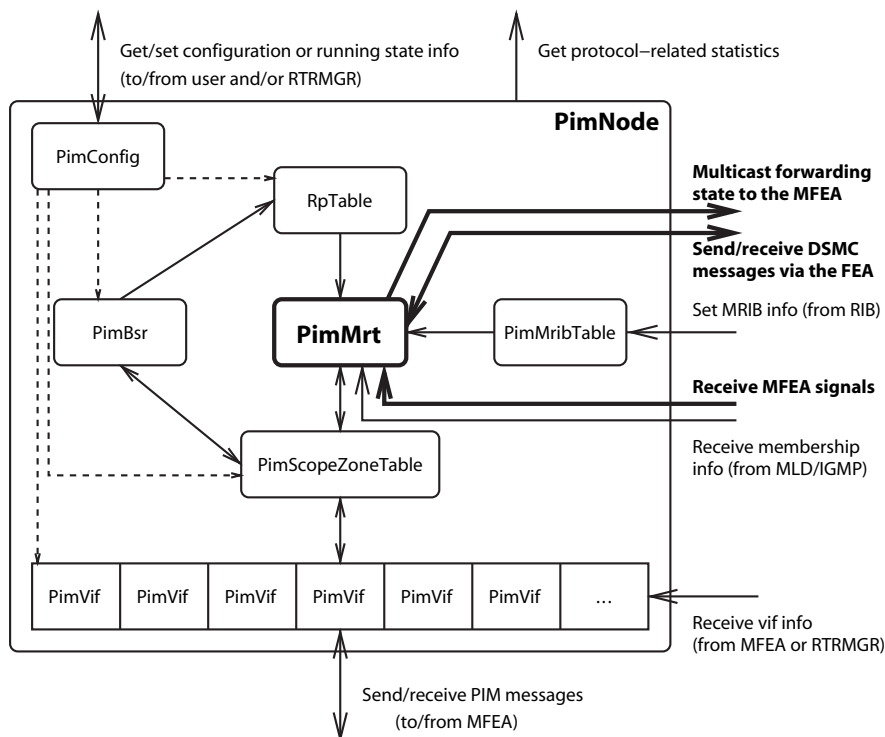 Get/set configuration or running state info
(to/from user and/or RTRMGR)
Get protocol−related statistics
PimNode
PimConfig
RpTable
Multicast forwarding
state to the MFEA
Send/receive DSMC
messages via the FEA
Set MRIB info (from RIB)
PimBsr
PimMrt
PimMribTable
Receive MFEA signals
Receive membership
info (from MLD/IGMP)
PimScopeZoneTable
PimVif PimVif PimVif PimVif PimVif PimVif ...
Receive vif info
(from MFEA or RTRMGR)
Send/receive PIM messages
(to/from MFEA)